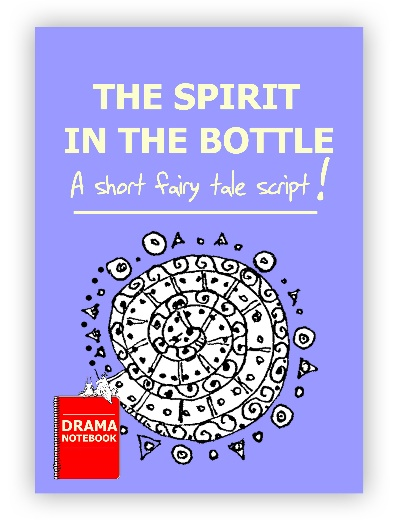 THE SPIRIT
IN THE BOTTLE
A short fairy tale script!
DRAMA
NOTEBOOK